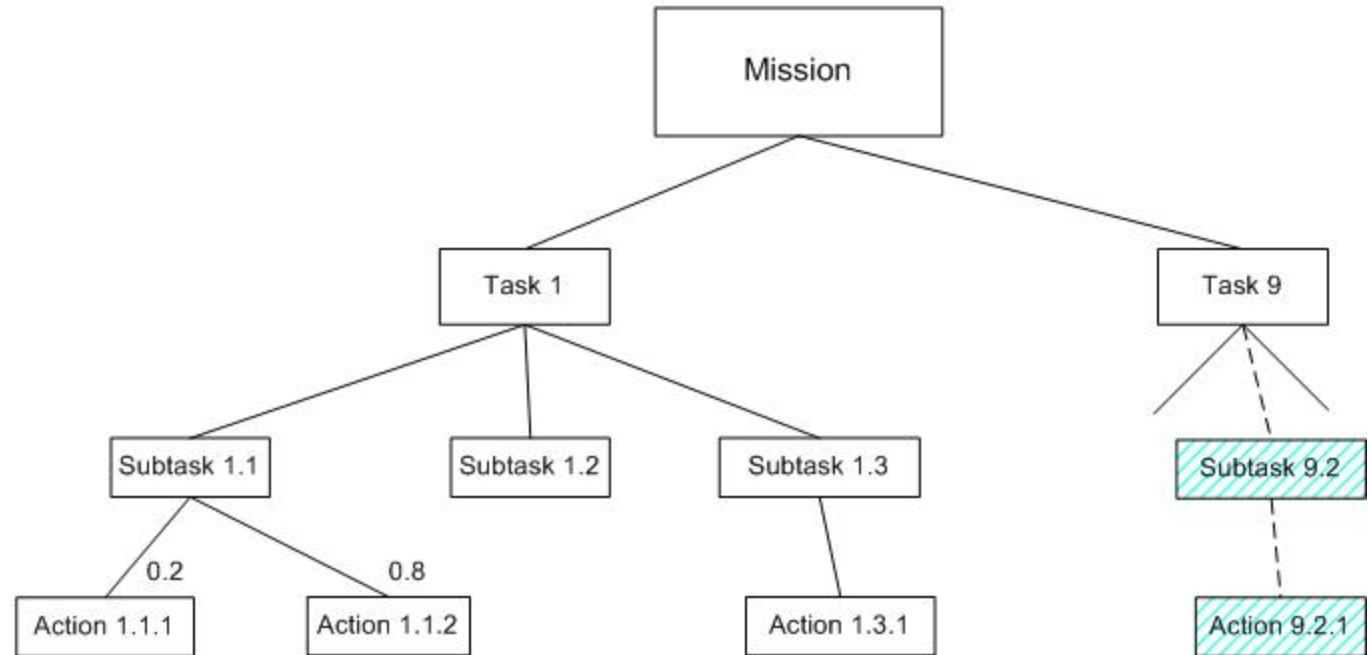 Mission
Task 1
Task 9
Subtask 1.1
Subtask 1.2
Subtask 1.3
Subtask 9.2
0.2
0.8
Action 1.1.1
Action 1.1.2
Action 1.3.1
Action 9.2.1